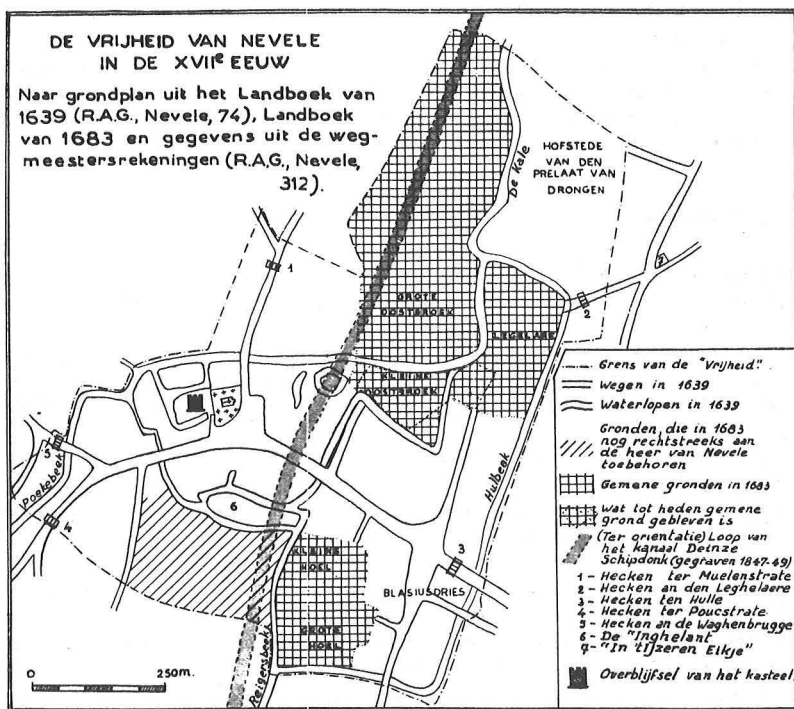 DE VRIJHEID VAN NEVELE
IN DE XVIIe EEUW
Naar grondplan uit het Landboek van
1639 (R.A.G., Nevele, 74), Landboek
van 1683 en gegevens uit de weg-
meestersrekeningen (R.A.G., Nevele,
312).
De Kale
HOFSTEDE
VAN DEN
PRELAAT VAN
DRONGEN
1
2
7
GROTE
OOSTBROEK
LEGELARE
KLEINE
OOSTBROEK
5
Poekebeek
4
6
Hulbeek
3
KLEINE
HOEL
BLASIUSDRIES
GROTE
HOEL
Reigersbeek
0 250m.
Grens van de "Vrijheid".
Wegen in 1639
Waterlopen in 1639
Gronden, die in 1683
nog rechtstreeks aan
de heer van Nevele
toebehoren
Gemene gronden in 1683
Wat tot heden gemene
grond gebleven is
(Ter orientatie) Loop van
het kanaal Deinze
Schipdonk (gegraven 1847-49)
1 - Hecken ter Muelenstrate
2 - Hecken an den Leghelaere
3 - Hecken ten Hulle
4 - Hecken ter Poucstrate
5 - Hecken an de Waghenbrugge
6 - De "Inghelant"
7 - "In 't IJzeren Eikje"
Overblijfsel van het kasteel